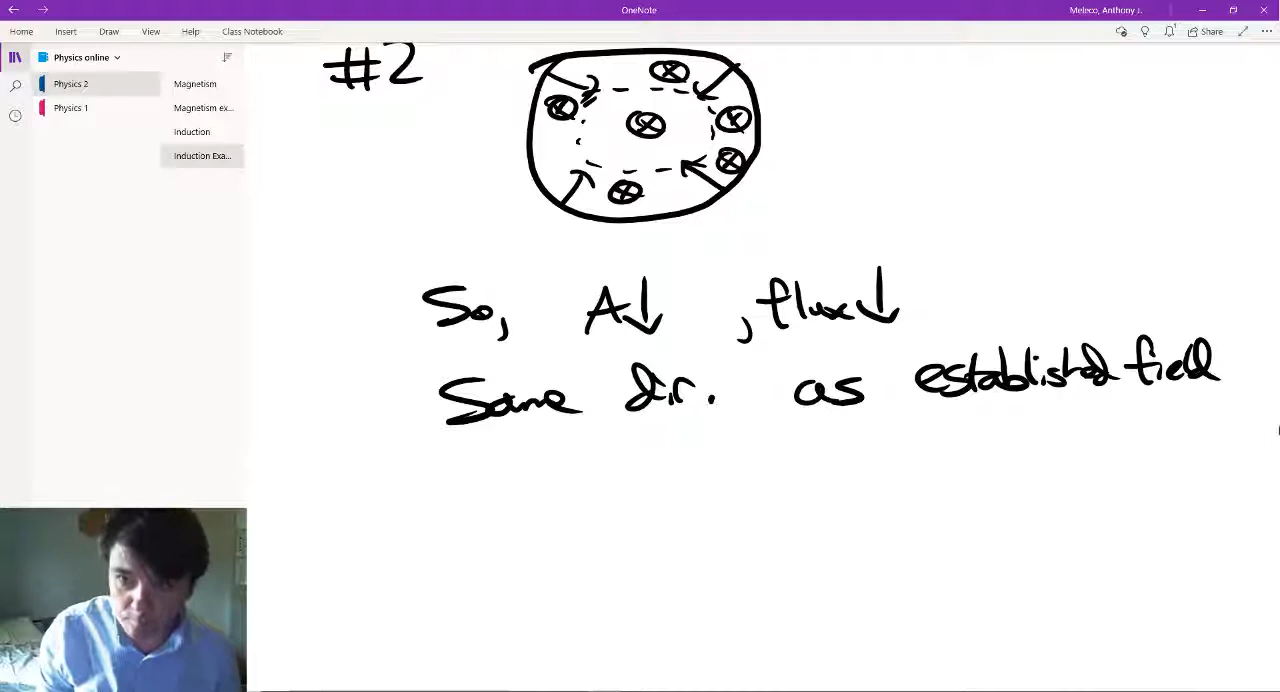 OneNote
Meleco, Anthony J.
Home Insert Draw View Help Class Notebook
Share
Physics online
Physics 2
Physics 1
Magnetism
Magnetism ex...
Induction
Induction Exa...
#2
So, A↓ , flux↓
Same dir. as established field